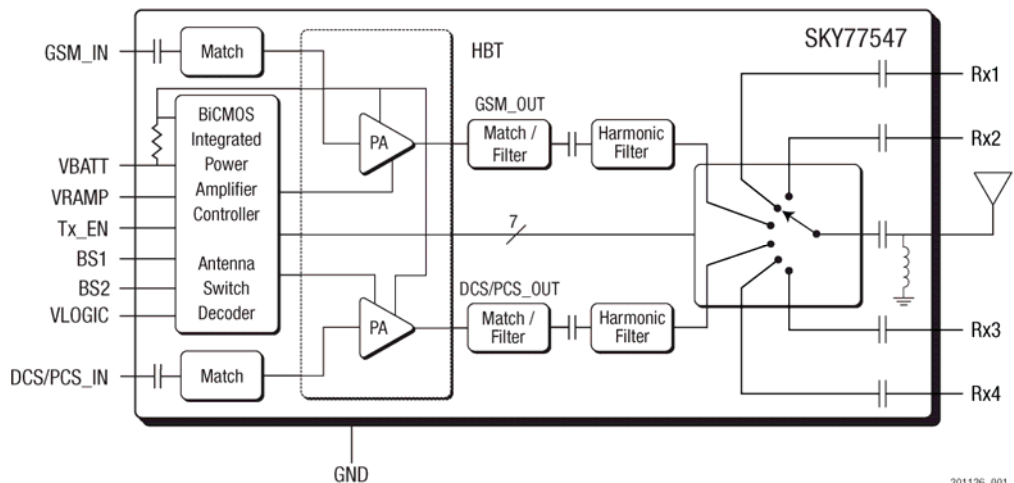 SKY77547
GSM_IN
Match
HBT
Rx1
GSM_OUT
BiCMOS
Integrated
Power
Amplifier
Controller
Antenna
Switch
Decoder
PA
Match /
Filter
Harmonic
Filter
Rx2
VBATT
VRAMP
Tx_EN
BS1
BS2
VLOGIC
7
DCS/PCS_OUT
PA
Match /
Filter
Harmonic
Filter
Rx3
DCS/PCS_IN
Match
Rx4
GND
201126_001